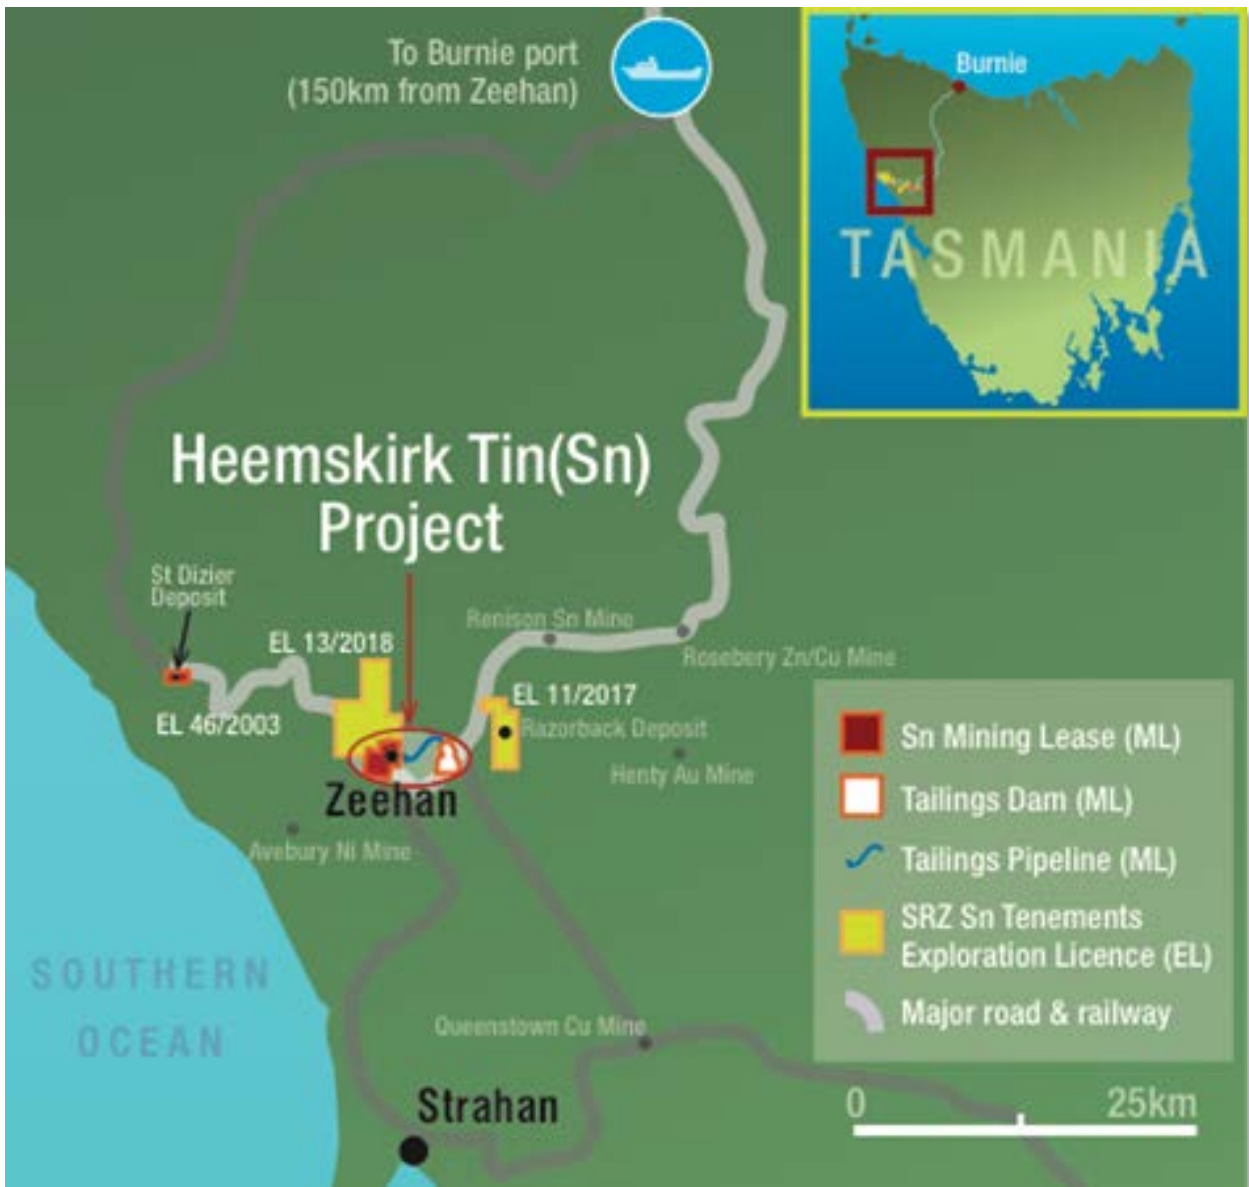 To Burnie port
(150km from Zeehan)
Burnie
TASMANIA
Heemskirk Tin(Sn)
Project
St Dizier
Deposit
EL 13/2018
Renison Sn Mine
Rosebery Zn/Cu Mine
EL 46/2003
EL 11/2017
Razorback Deposit
Henty Au Mine
Zeehan
Avebury Ni Mine
Sn Mining Lease (ML)
Tailings Dam (ML)
Tailings Pipeline (ML)
SRZ Sn Tenements
Exploration Licence (EL)
Major road & railway
SOUTHERN
OCEAN
Queenstown Cu Mine
Strahan
0 25km